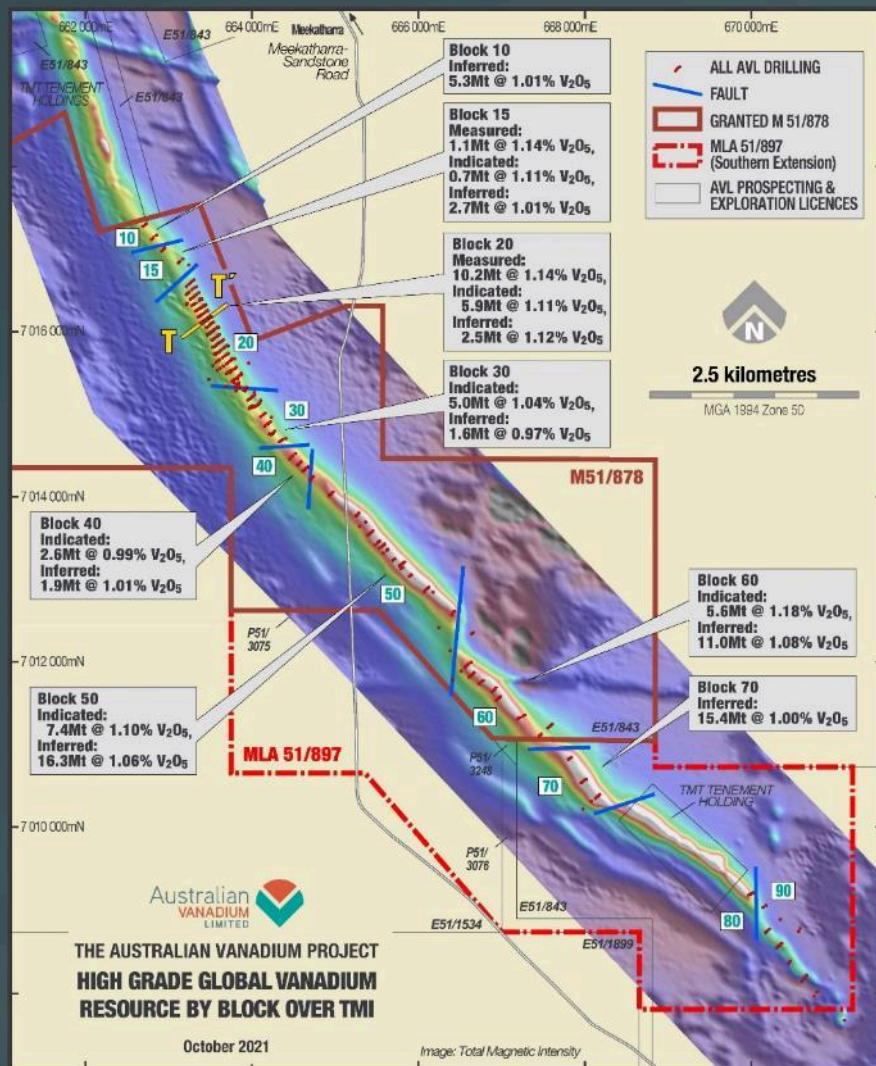 662 000mE
664 000mE
666 000mE
668 000mE
670 000mE
E51/843
Meekatharra
Meekatharra-
Sandstone
Road
E51/843
TMT TENEMENT
HOLDINGS
E51/843
Block 10
Inferred:
5.3Mt @ 1.01% V₂O₅
Block 15
Measured:
1.1Mt @ 1.14% V₂O₅,
Indicated:
0.7Mt @ 1.11% V₂O₅,
Inferred:
2.7Mt @ 1.01% V₂O₅
Block 20
Measured:
10.2Mt @ 1.14% V₂O₅,
Indicated:
5.9Mt @ 1.11% V₂O₅,
Inferred:
2.5Mt @ 1.12% V₂O₅
Block 30
Indicated:
5.0Mt @ 1.04% V₂O₅,
Inferred:
1.6Mt @ 0.97% V₂O₅
ALL AVL DRILLING
FAULT
GRANTED M 51/878
MLA 51/897
(Southern Extension)
AVL PROSPECTING &
EXPLORATION LICENCES
N
2.5 kilometres
MGA 1994 Zone 50
10
15
T´
T
20
30
40
7 016 000mN
7 014 000mN
M51/878
Block 40
Indicated:
2.6Mt @ 0.99% V₂O₅,
Inferred:
1.9Mt @ 1.01% V₂O₅
50
P51/
3075
7 012 000mN
Block 60
Indicated:
5.6Mt @ 1.18% V₂O₅,
Inferred:
11.0Mt @ 1.08% V₂O₅
Block 50
Indicated:
7.4Mt @ 1.10% V₂O₅,
Inferred:
16.3Mt @ 1.06% V₂O₅
Block 70
Inferred:
15.4Mt @ 1.00% V₂O₅
60
E51/843
MLA 51/897
P51/
3248
70
TMT TENEMENT
HOLDING
7 010 000mN
P51/
3076
E51/843
80
90
E51/1534
E51/1899
Australian
VANADIUM
LIMITED
THE AUSTRALIAN VANADIUM PROJECT
HIGH GRADE GLOBAL VANADIUM
RESOURCE BY BLOCK OVER TMI
October 2021
Image: Total Magnetic Intensity